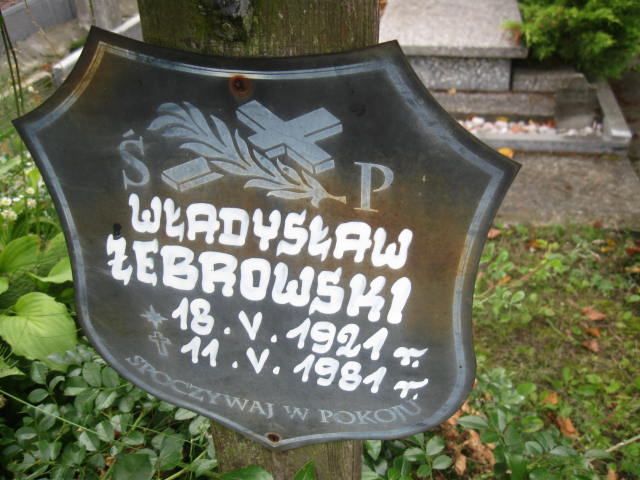 Ś P
WŁADYSŁAW
ŻEBROWSKI
18.V.1921 r.
11.V.1981 r.
SPOCZYWAJ W POKOJU